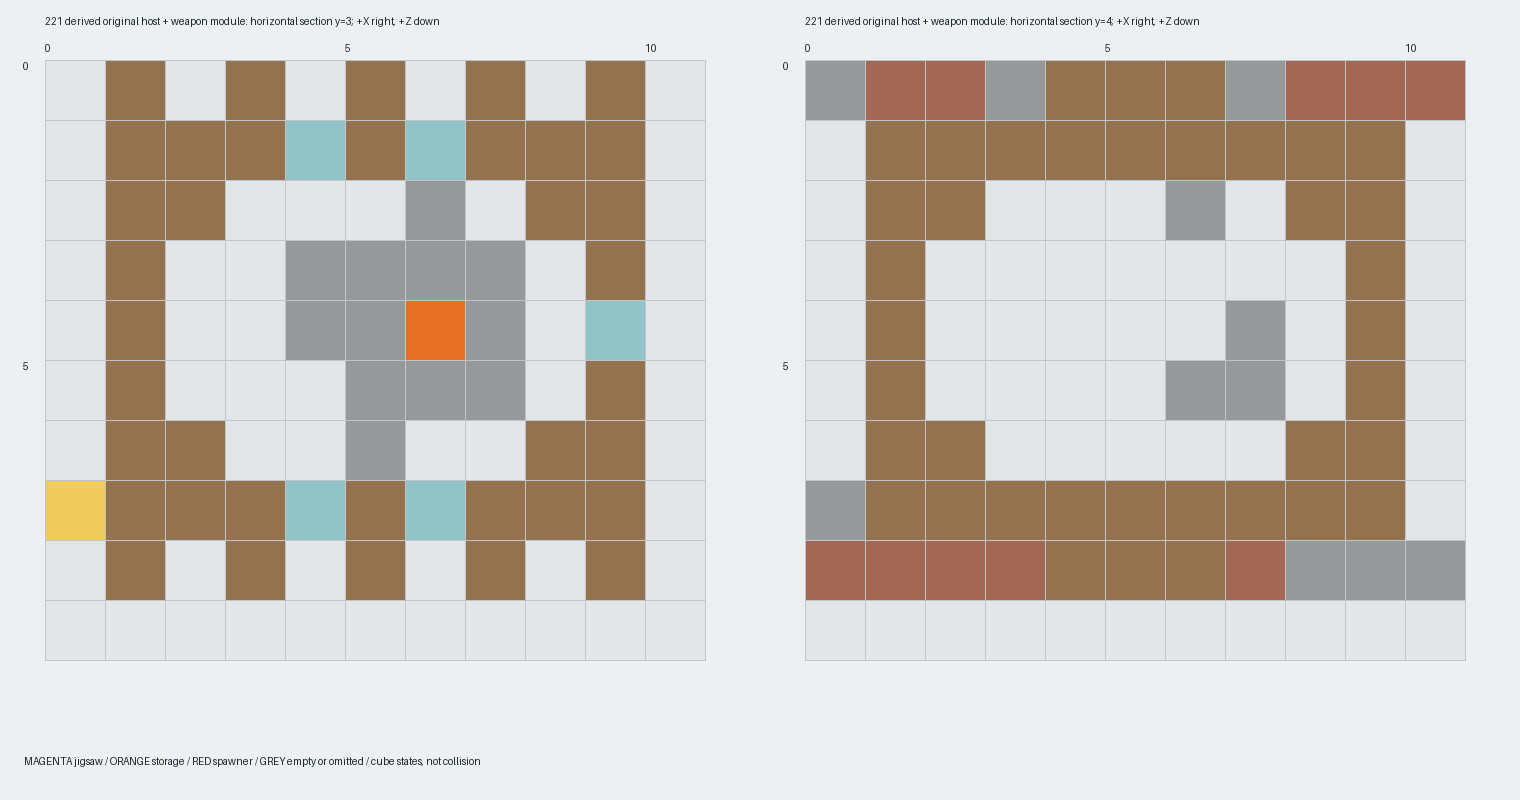 221 derived original host + weapon module: horizontal section y=3; +X right, +Z down
0 5 10
0
5
221 derived original host + weapon module: horizontal section y=4; +X right, +Z down
0 5 10
0
5
MAGENTA jigsaw / ORANGE storage / RED spawner / GREY empty or omitted / cube states, not collision